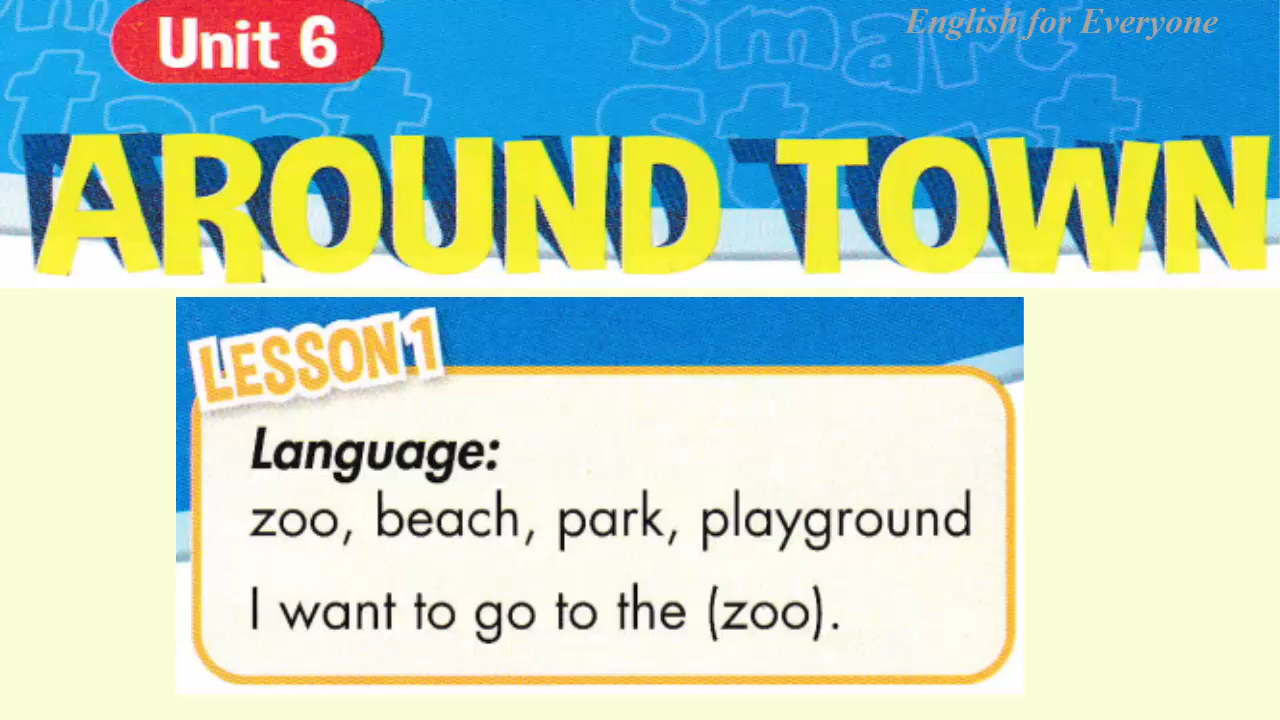 English for Everyone
Unit 6
AROUND TOWN
LESSON 1
Language:
zoo, beach, park, playground
I want to go to the (zoo).